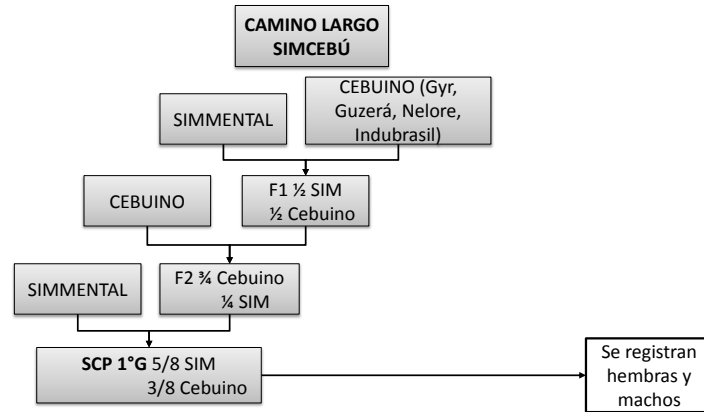 CAMINO LARGO
SIMCEBÚ
CEBUINO (Gyr,
Guzerá, Nelore,
Indubrasil)
SIMMENTAL
F1 ½ SIM
½ Cebuino
CEBUINO
F2 ¾ Cebuino
¼ SIM
SIMMENTAL
SCP 1°G 5/8 SIM
3/8 Cebuino
Se registran
hembras y
machos